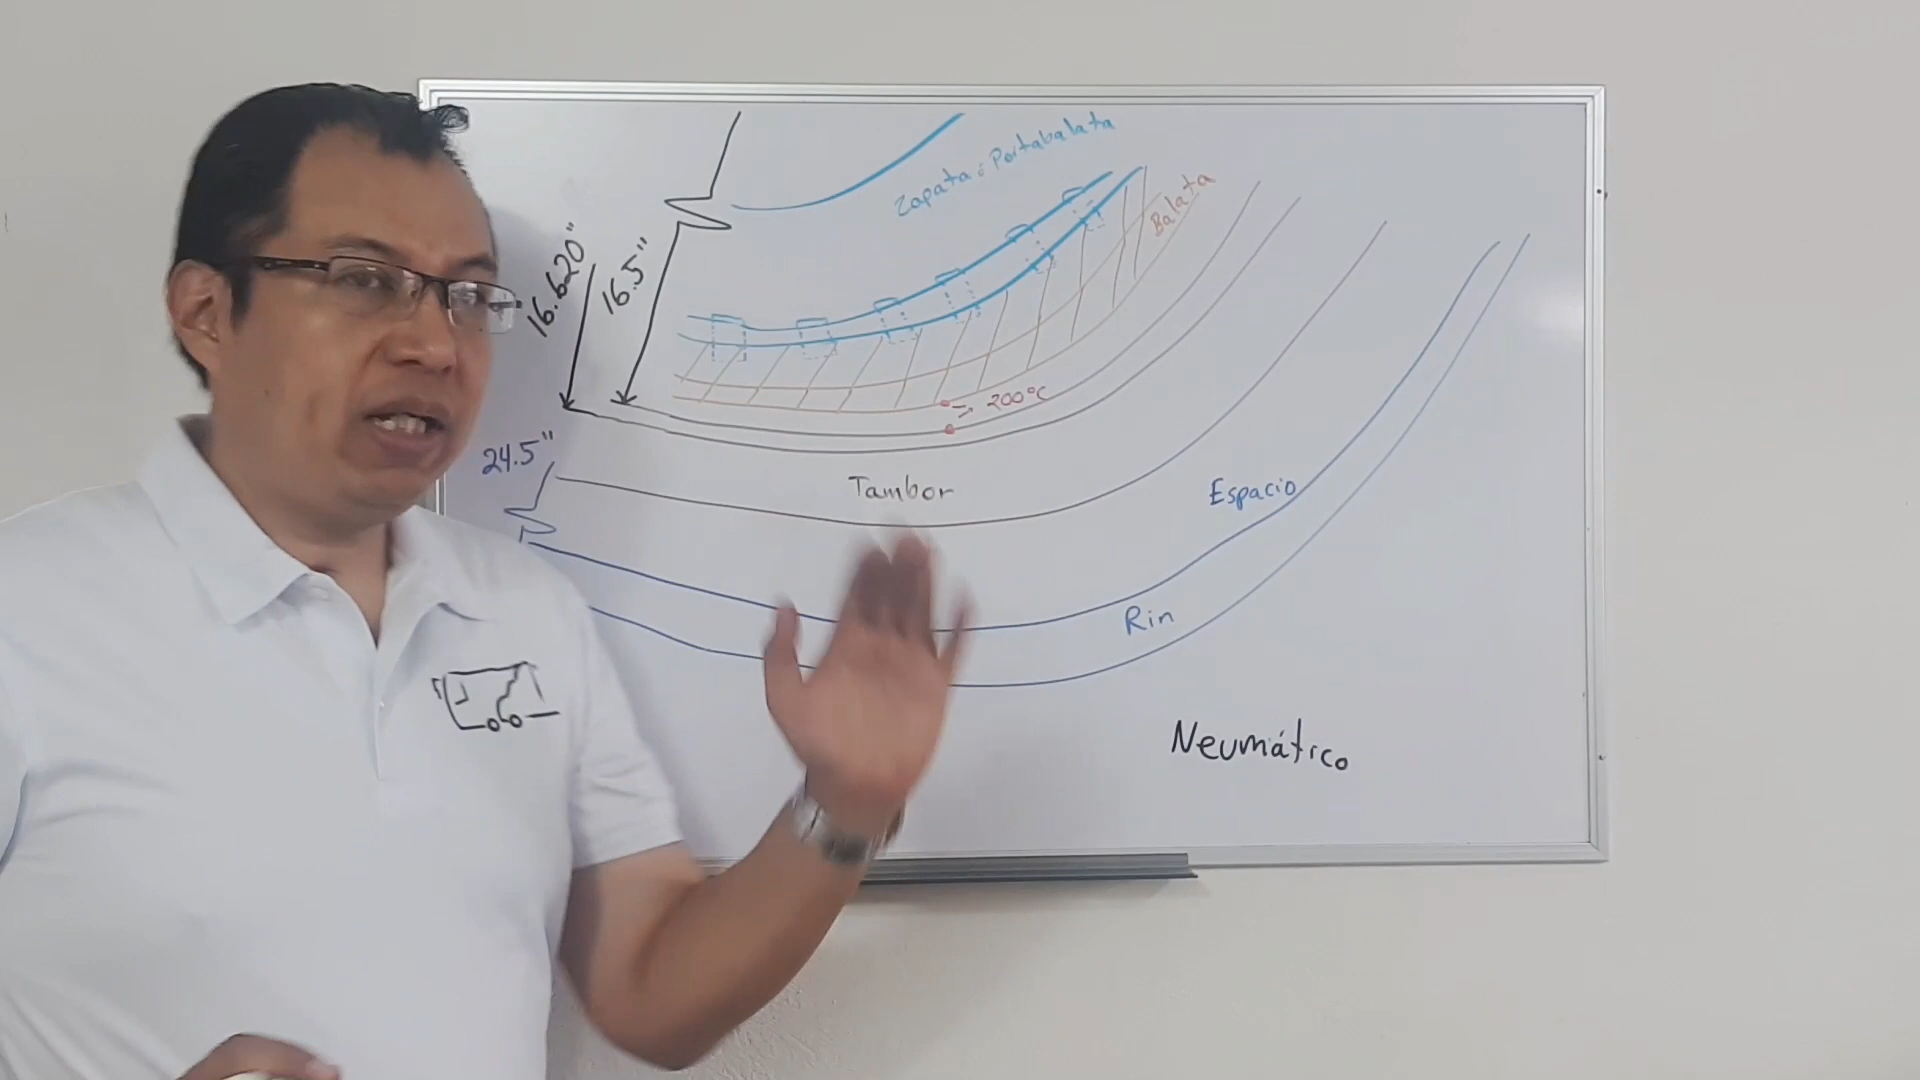 Zapata ó Portabalata
Balata
16.620"
16.5"
200°C
24.5"
Tambor
Espacio
Rin
Neumático